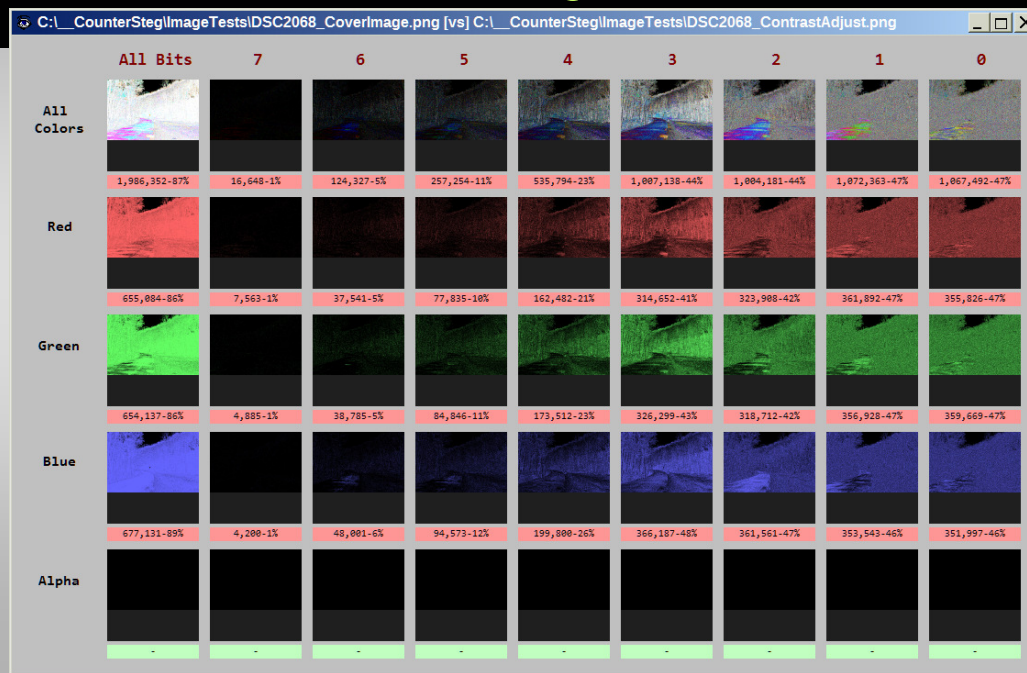 C:\__CounterSteg\ImageTests\DSC2068_CoverImage.png [vs] C:\__CounterSteg\ImageTests\DSC2068_ContrastAdjust.png
All Bits 7 6 5 4 3 2 1 0
All
Colors
1,986,352-87% 16,648-1% 124,327-5% 257,254-11% 535,794-23% 1,007,138-44% 1,004,181-44% 1,072,363-47% 1,067,492-47%
Red
655,084-86% 7,563-1% 37,541-5% 77,835-10% 162,482-21% 314,652-41% 323,908-42% 361,892-47% 355,826-47%
Green
654,137-86% 4,885-1% 38,785-5% 84,846-11% 173,512-23% 326,299-43% 318,712-42% 356,928-47% 359,669-47%
Blue
677,131-89% 4,200-1% 48,001-6% 94,573-12% 199,800-26% 366,187-48% 361,561-47% 353,543-46% 351,997-46%
Alpha
- - - - - - - - -